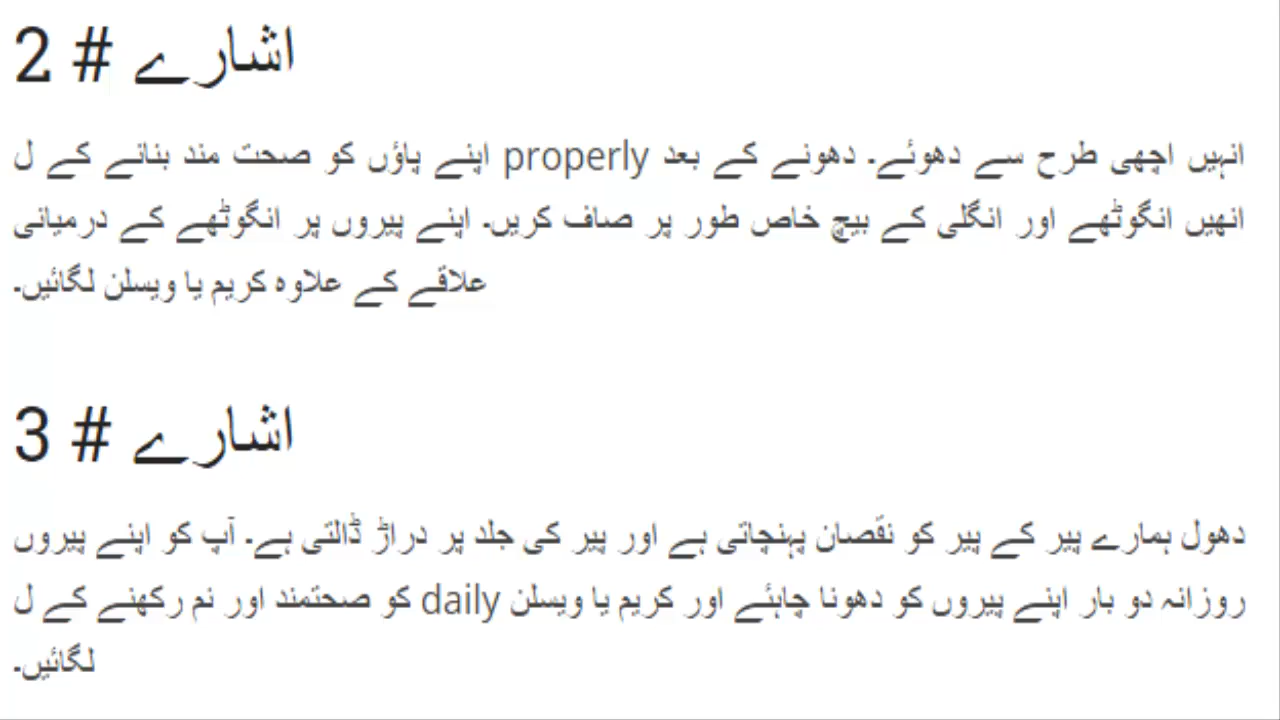 اشارے # 2
اپنے پاؤں کو صحت مند بنانے کے ل properly انہیں اچھی طرح سے دھوئے۔ دھونے کے بعد
انھیں انگوٹھے اور انگلی کے بیچ خاص طور پر صاف کریں۔ اپنے پیروں پر انگوٹھے کے درمیانی
علاقے کے علاوہ کریم یا ویسلن لگائیں۔
اشارے # 3
دھول ہمارے پیر کے پیر کو نقصان پہنچاتی ہے اور پیر کی جلد پر دراڑ ڈالتی ہے۔ آپ کو اپنے پیروں
کو صحتمند اور نم رکھنے کے ل daily روزانہ دو بار اپنے پیروں کو دھونا چاہئے اور کریم یا ویسلن
لگائیں۔